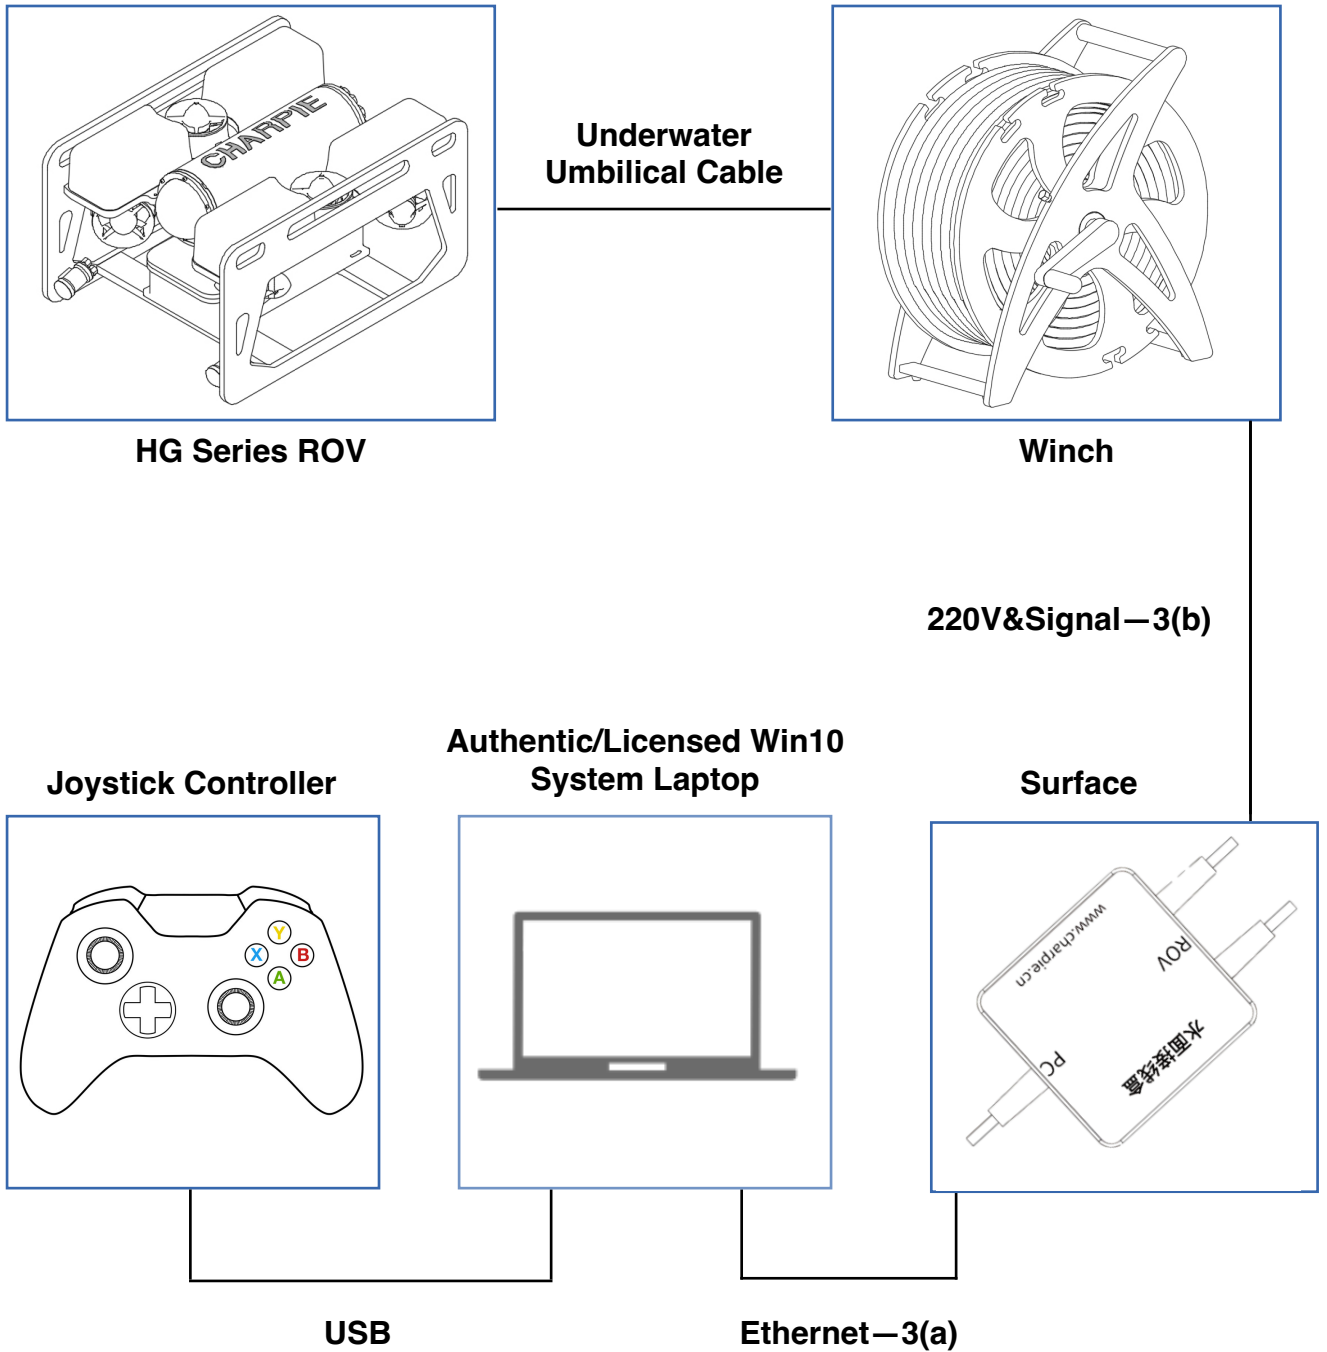 CHARPIE
Underwater
Umbilical Cable
HG Series ROV
Winch
220V&Signal—3(b)
Joystick Controller
Authentic/Licensed Win10
System Laptop
Surface
Y
X
B
A
www.charpie.cn
ROV
PC
水面接线盒
USB
Ethernet—3(a)